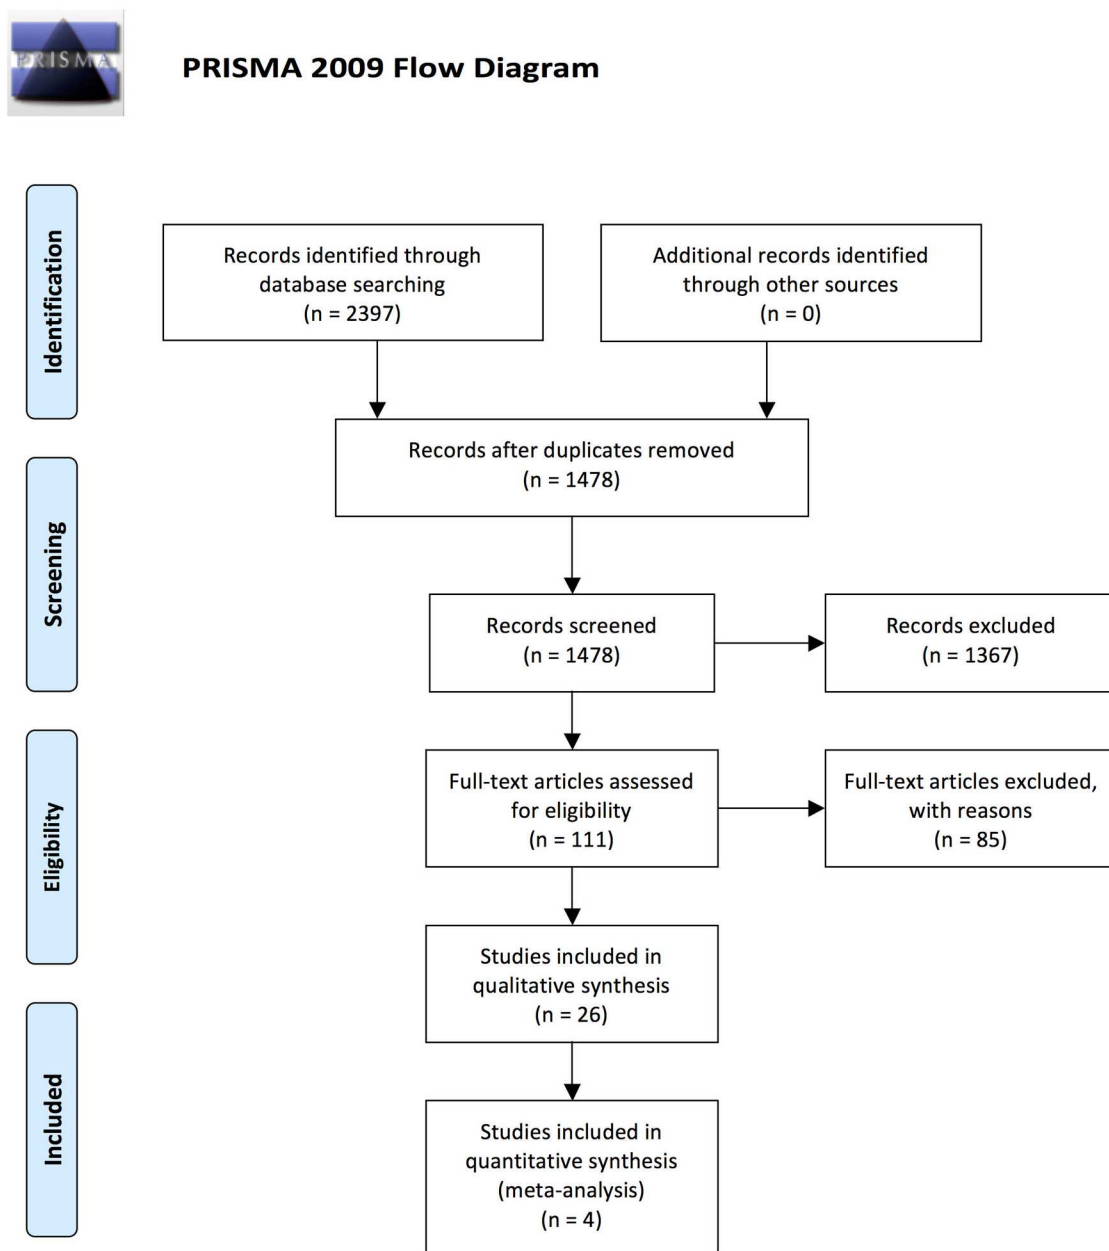 PRISMA
PRISMA 2009 Flow Diagram
Identification
Records identified through
database searching
(n = 2397)
Additional records identified
through other sources
(n = 0)
Records after duplicates removed
(n = 1478)
Screening
Records screened
(n = 1478)
Records excluded
(n = 1367)
Eligibility
Full-text articles assessed
for eligibility
(n = 111)
Full-text articles excluded,
with reasons
(n = 85)
Studies included in
qualitative synthesis
(n = 26)
Included
Studies included in
quantitative synthesis
(meta-analysis)
(n = 4)